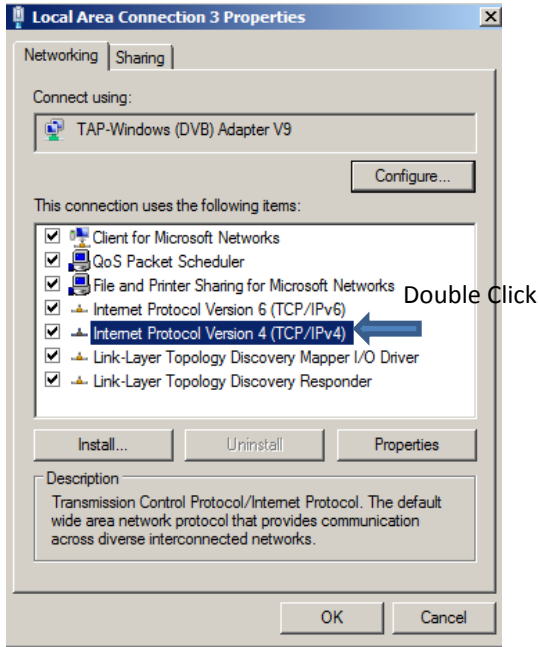 Local Area Connection 3 Properties
Networking Sharing
Connect using:
TAP-Windows (DVB) Adapter V9
Configure...
This connection uses the following items:
Client for Microsoft Networks
QoS Packet Scheduler
File and Printer Sharing for Microsoft Networks
Double Click
Internet Protocol Version 6 (TCP/IPv6)
Internet Protocol Version 4 (TCP/IPv4)
Link-Layer Topology Discovery Mapper I/O Driver
Link-Layer Topology Discovery Responder
Install... Uninstall Properties
Description
Transmission Control Protocol/Internet Protocol. The default
wide area network protocol that provides communication
across diverse interconnected networks.
OK Cancel